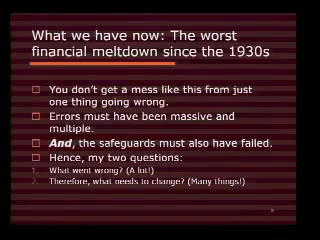 What we have now: The worst
financial meltdown since the 1930s
You don't get a mess like this from just
one thing going wrong.
Errors must have been massive and
multiple.
And, the safeguards must also have failed.
Hence, my two questions:
1. What went wrong? (A lot!)
2. Therefore, what needs to change? (Many things!)